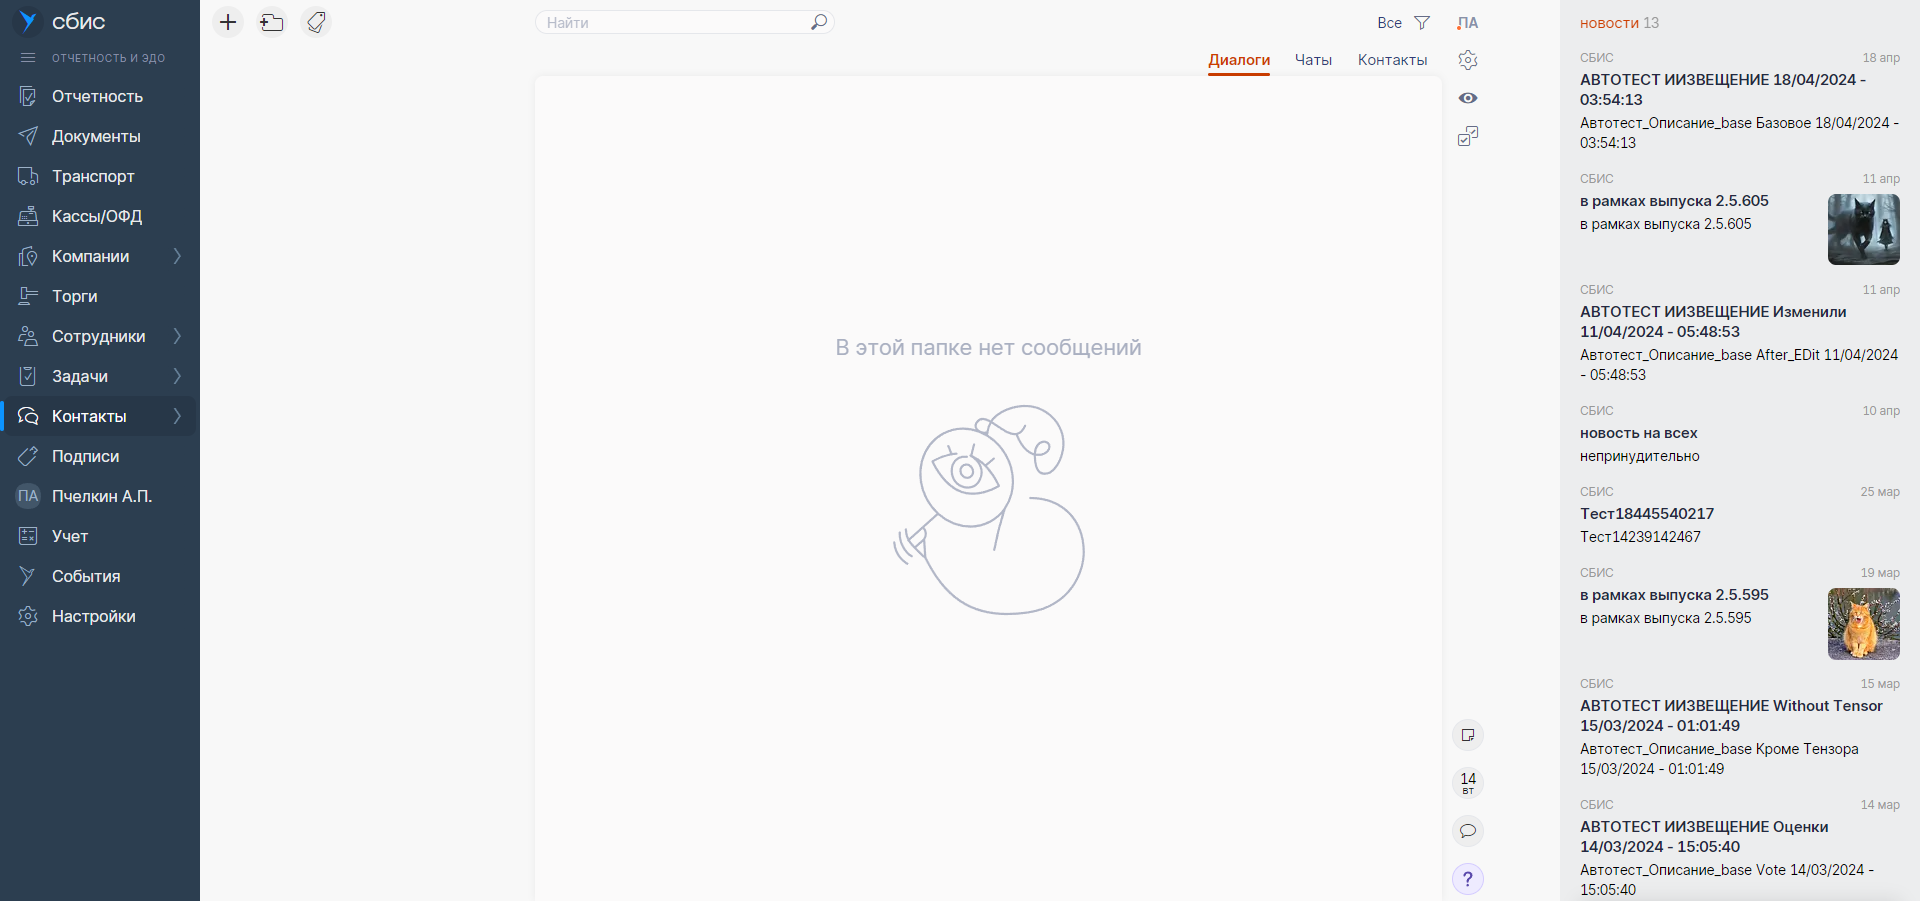 сбис
ОТЧЕТНОСТЬ И ЭДО
Отчетность
Документы
Транспорт
Кассы/ОФД
Компании
Торги
Сотрудники
Задачи
Контакты
Подписи
ПА Пчелкин А.П.
Учет
События
Настройки
Найти
Все
ПА
Диалоги Чаты Контакты
В этой папке нет сообщений
14
вт
?
новости 13
СБИС 18 апр
АВТОТЕСТ ИИЗВЕЩЕНИЕ 18/04/2024 -
03:54:13
Автотест_Описание_base Базовое 18/04/2024 -
03:54:13
СБИС 11 апр
в рамках выпуска 2.5.605
в рамках выпуска 2.5.605
СБИС 11 апр
АВТОТЕСТ ИИЗВЕЩЕНИЕ Изменили
11/04/2024 - 05:48:53
Автотест_Описание_base After_EDit 11/04/2024
- 05:48:53
СБИС 10 апр
новость на всех
непринудительно
СБИС 25 мар
Тест18445540217
Тест14239142467
СБИС 19 мар
в рамках выпуска 2.5.595
в рамках выпуска 2.5.595
СБИС 15 мар
АВТОТЕСТ ИИЗВЕЩЕНИЕ Without Tensor
15/03/2024 - 01:01:49
Автотест_Описание_base Кроме Тензора
15/03/2024 - 01:01:49
СБИС 14 мар
АВТОТЕСТ ИИЗВЕЩЕНИЕ Оценки
14/03/2024 - 15:05:40
Автотест_Описание_base Vote 14/03/2024 -
15:05:40